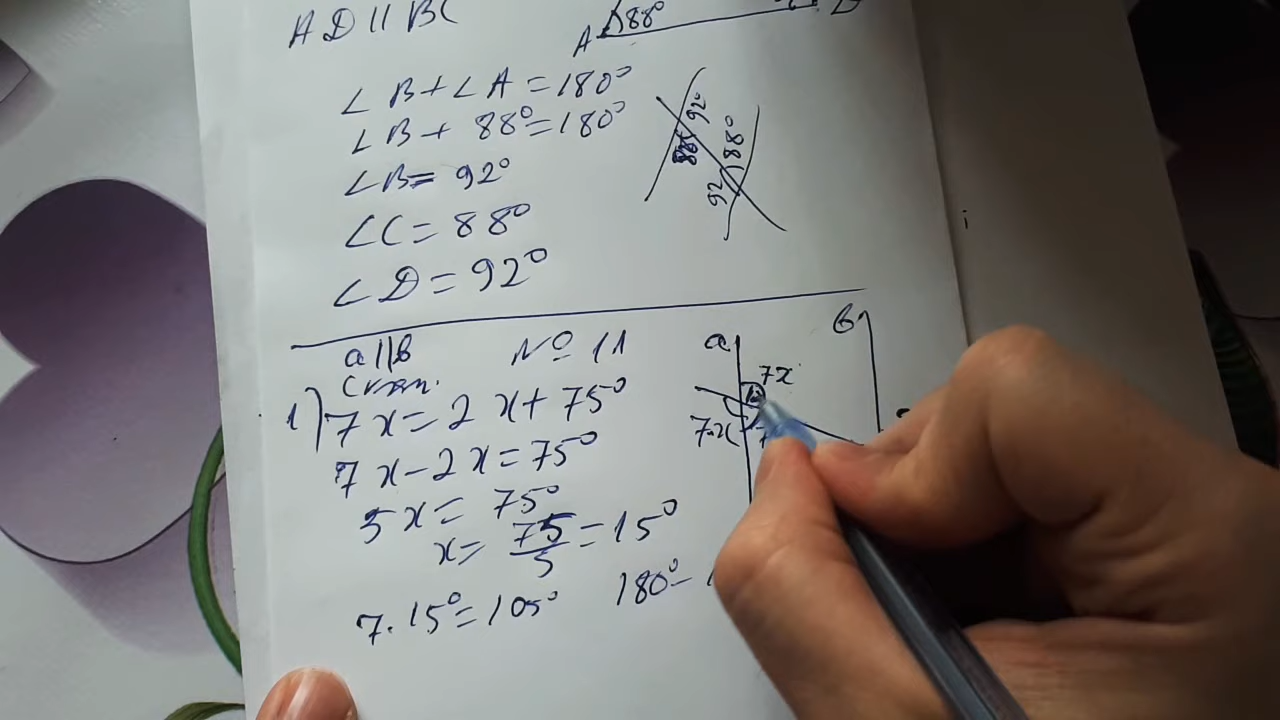 AD || BC
A 88°
∠B + ∠A = 180°
∠B + 88° = 180°
∠B = 92°
∠C = 88°
∠D = 92°
92°
88°
92
a || b
№ 11
1) 7x = 2x + 75°
7x - 2x = 75°
5x = 75°
x = 75/5 = 15°
7 · 15° = 105°
180° -
a
b
7x
7x